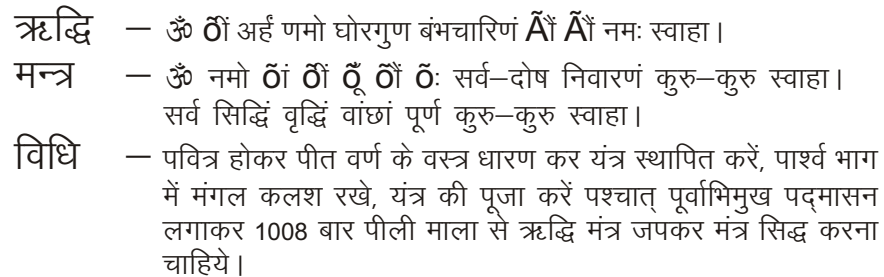 ऋद्धि – ॐ õीं अर्हं णमो घोरगुण बंभचारिणं Ãौं Ãौं नमः स्वाहा।
मन्त्र – ॐ नमो õां õीं õूँ õौं õः सर्व–दोष निवारणं कुरु–कुरु स्वाहा।
सर्व सिद्धिं वृद्धिं वांछां पूर्ण कुरु–कुरु स्वाहा।
विधि – पवित्र होकर पीत वर्ण के वस्त्र धारण कर यंत्र स्थापित करें, पार्श्व भाग
में मंगल कलश रखे, यंत्र की पूजा करें पश्चात् पूर्वाभिमुख पद्मासन
लगाकर 1008 बार पीली माला से ऋद्धि मंत्र जपकर मंत्र सिद्ध करना
चाहिये।